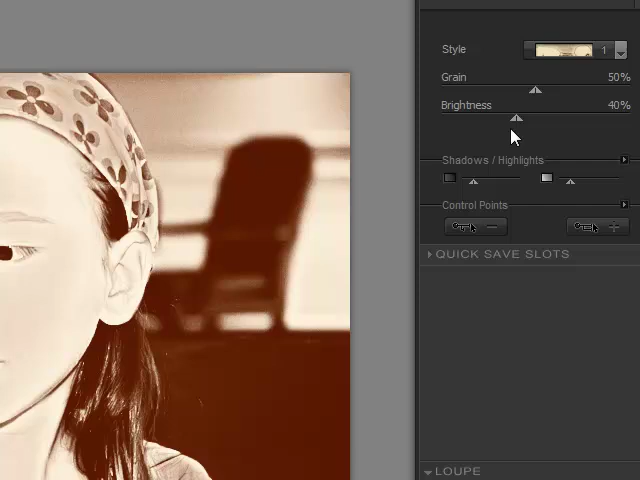 Style 1
Grain 50%
Brightness 40%
Shadows / Highlights
Control Points
QUICK SAVE SLOTS
LOUPE